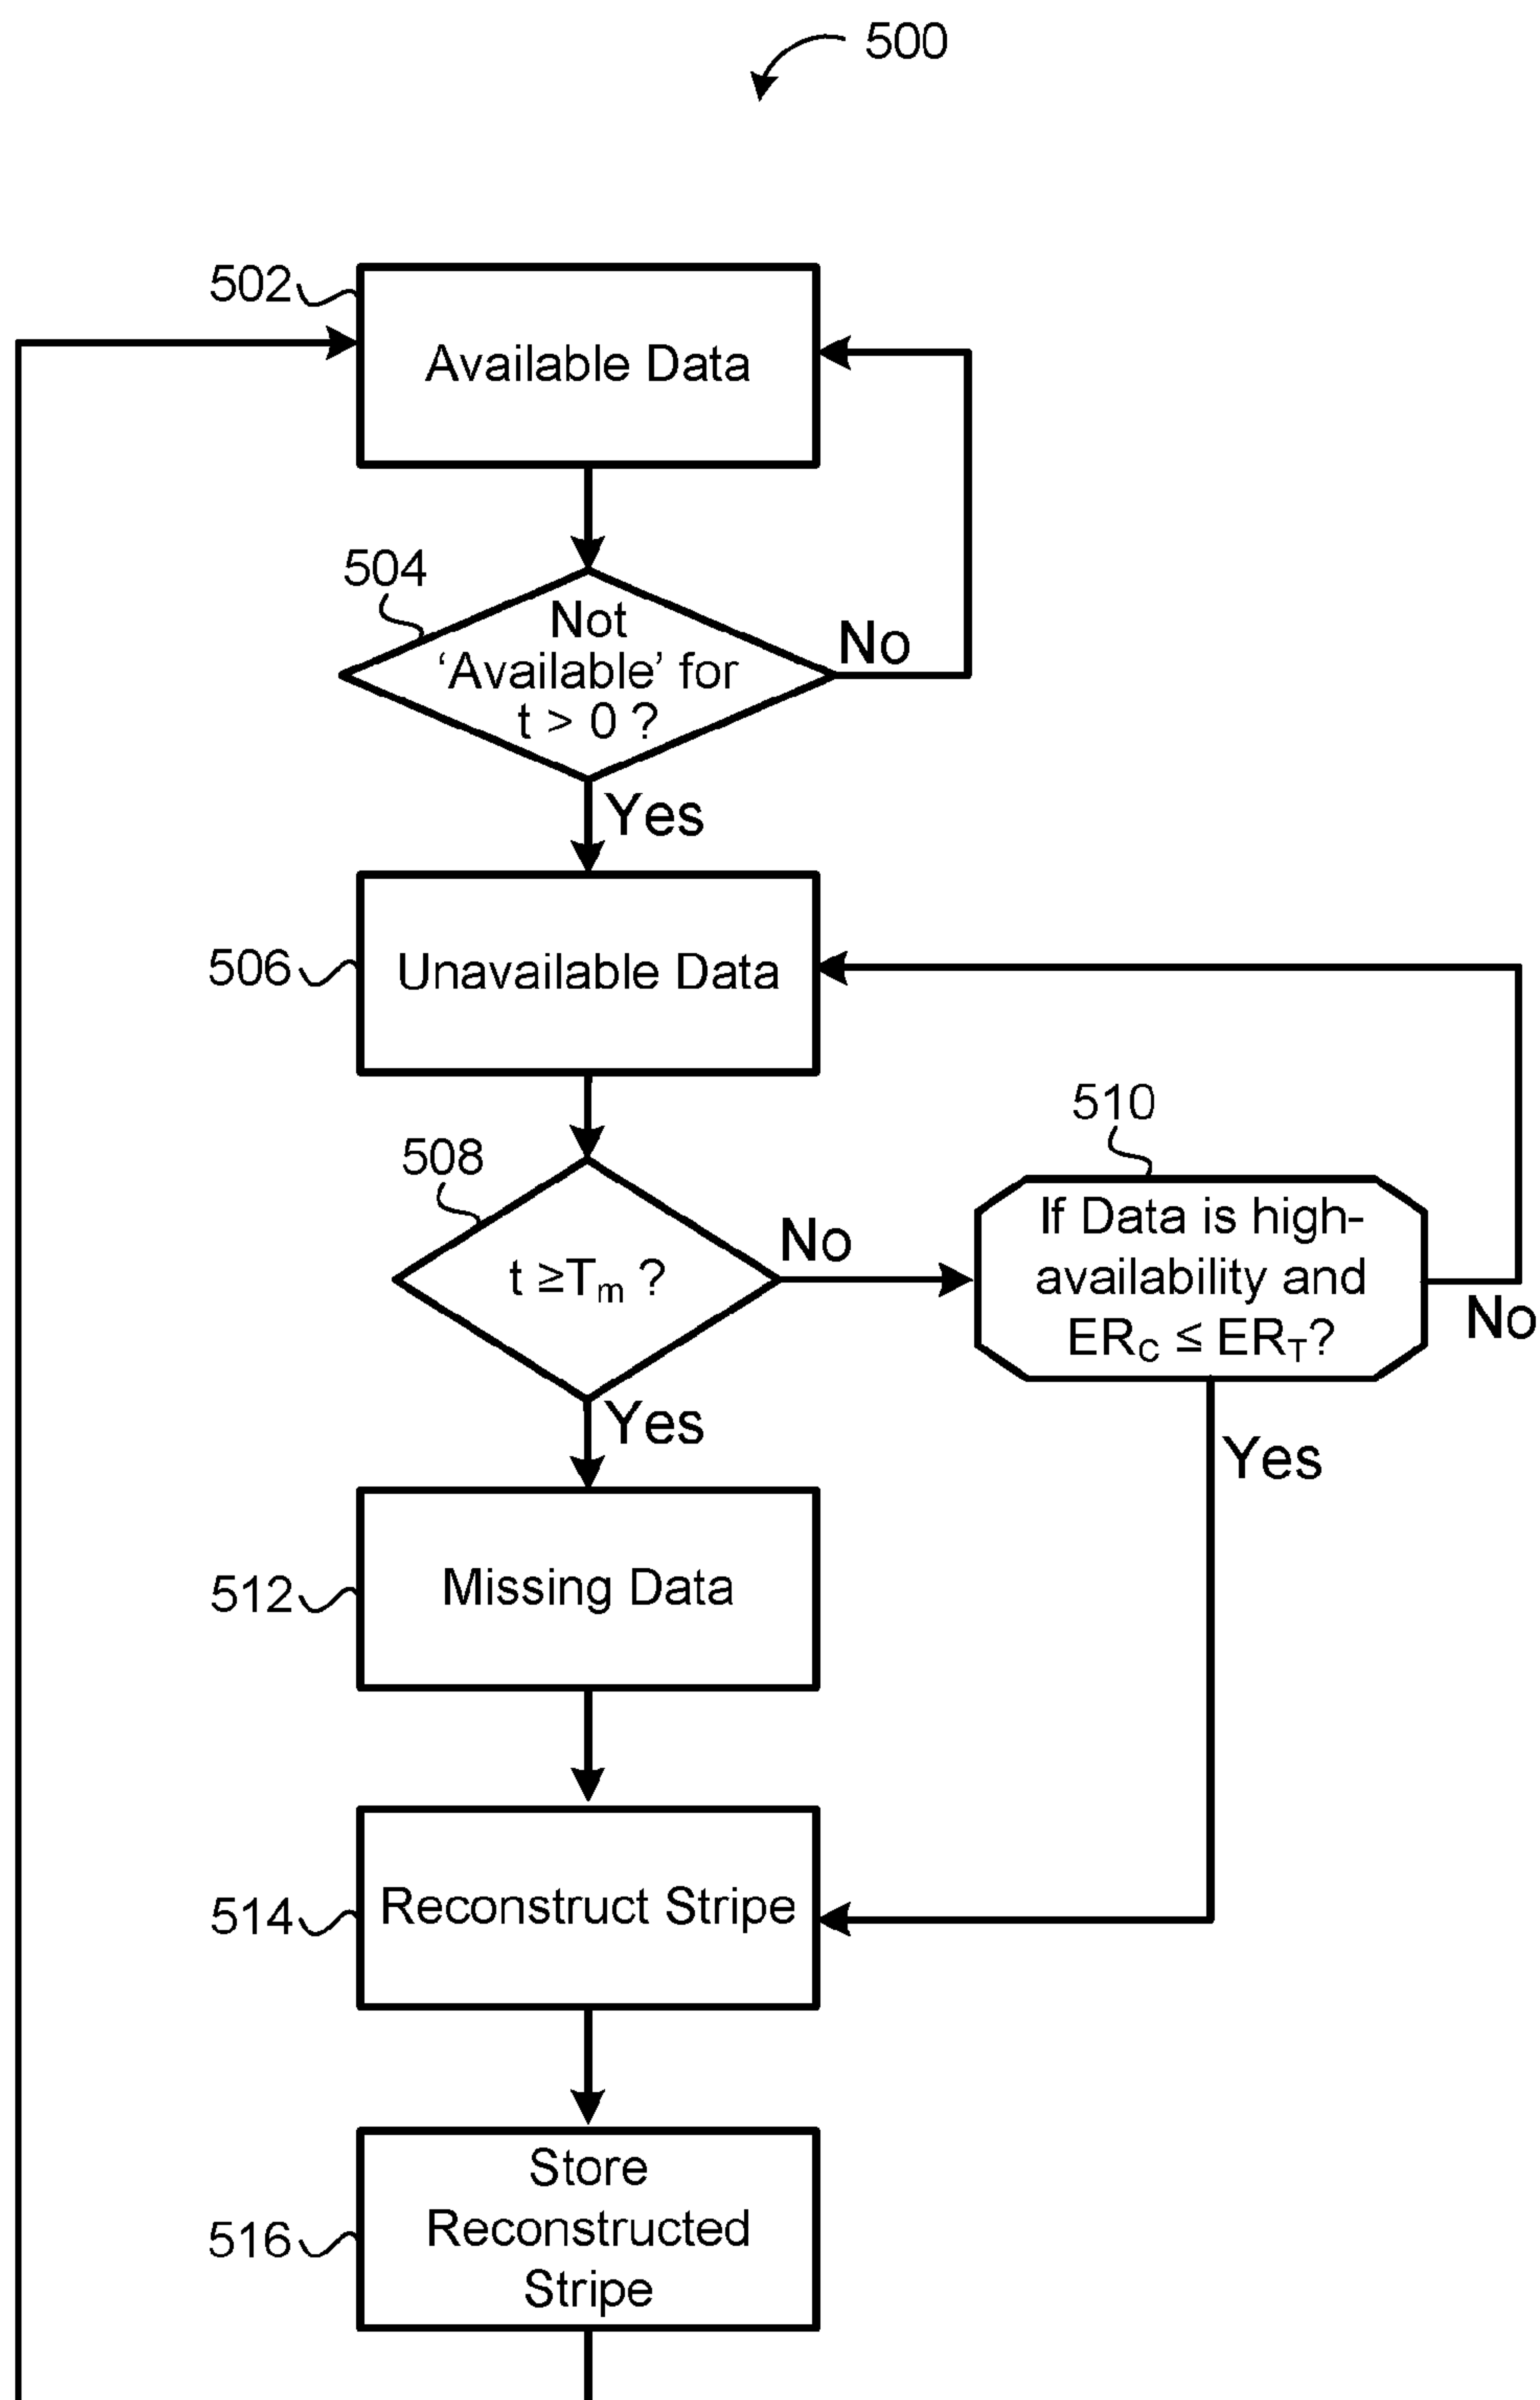 500
502
Available Data
504
Not
‘Available’ for
t > 0 ?
No
Yes
506
Unavailable Data
508
t ≥Tm ?
No
510
If Data is high-
availability and
ERC ≤ ERT?
No
Yes
Yes
512
Missing Data
514
Reconstruct Stripe
516
Store
Reconstructed
Stripe